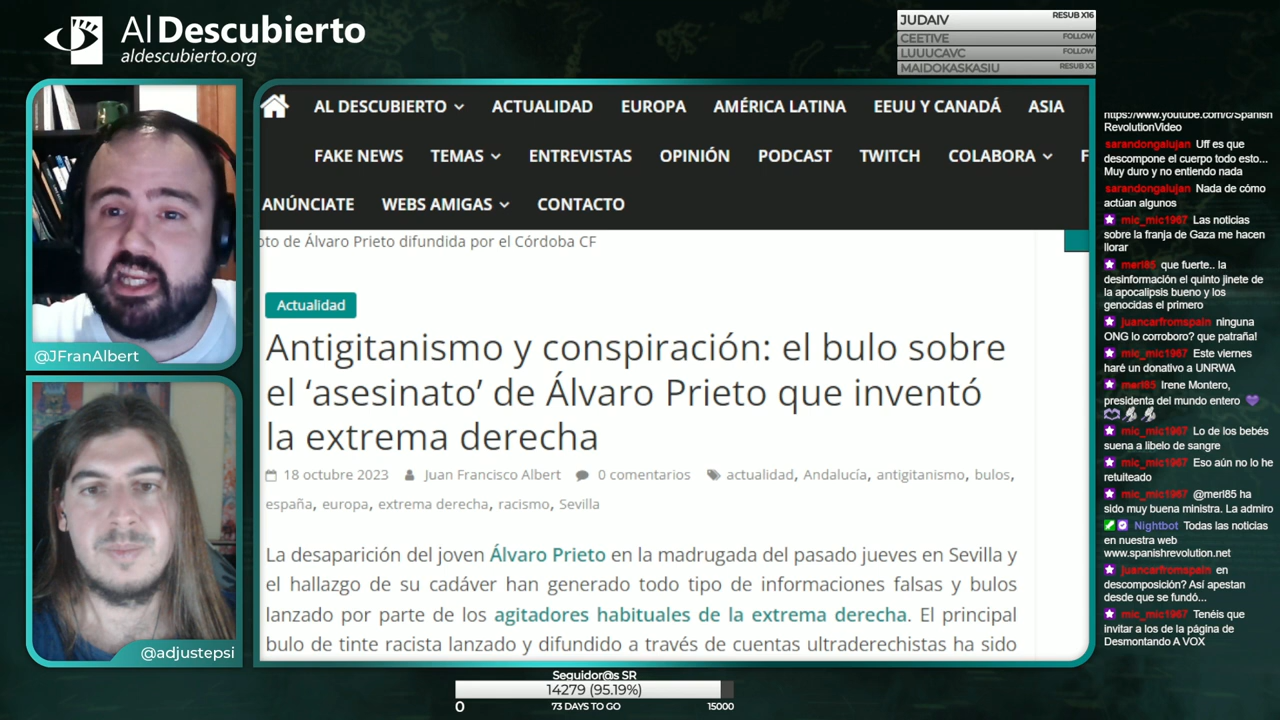 Al Descubierto
aldescubierto.org
JUDAIV RESUB X16
CEETIVE FOLLOW
LUUUCAVC FOLLOW
MAIDOKASKASIU RESUB X3
@JFranAlbert
@adjustepsi
AL DESCUBIERTO ACTUALIDAD EUROPA AMÉRICA LATINA EEUU Y CANADÁ ASIA
FAKE NEWS TEMAS ENTREVISTAS OPINIÓN PODCAST TWITCH COLABORA F
ANÚNCIATE WEBS AMIGAS CONTACTO
oto de Álvaro Prieto difundida por el Córdoba CF
Actualidad
Antigitanismo y conspiración: el bulo sobre
el ‘asesinato’ de Álvaro Prieto que inventó
la extrema derecha
18 octubre 2023 Juan Francisco Albert 0 comentarios actualidad, Andalucía, antigitanismo, bulos,
españa, europa, extrema derecha, racismo, Sevilla
La desaparición del joven Álvaro Prieto en la madrugada del pasado jueves en Sevilla y
el hallazgo de su cadáver han generado todo tipo de informaciones falsas y bulos
lanzado por parte de los agitadores habituales de la extrema derecha. El principal
bulo de tinte racista lanzado y difundido a través de cuentas ultraderechistas ha sido
https://www.youtube.com/c/Spanish
RevolutionVideo
sarandongalujan Uff es que
descompone el cuerpo todo esto...
Muy duro y no entiendo nada
sarandongalujan Nada de cómo
actúan algunos
mic_mic1967 Las noticias
sobre la franja de Gaza me hacen
llorar
meri85 que fuerte.. la
desinformación el quinto jinete de
la apocalipsis bueno y los
genocidas el primero
juancarfromspain ninguna
ONG lo corroboro? que patraña!
mic_mic1967 Este viernes
haré un donativo a UNRWA
meri85 Irene Montero,
presidenta del mundo entero
mic_mic1967 Lo de los bebés
suena a libelo de sangre
mic_mic1967 Eso aún no lo he
retuiteado
mic_mic1967 @meri85 ha
sido muy buena ministra. La admiro
Nightbot Todas las noticias
en nuestra web
www.spanishrevolution.net
juancarfromspain en
descomposición? Así apestan
desde que se fundó...
mic_mic1967 Tenéis que
invitar a los de la página de
Desmontando A VOX
Seguidor@s SR
14279 (95.19%)
0 73 DAYS TO GO 15000